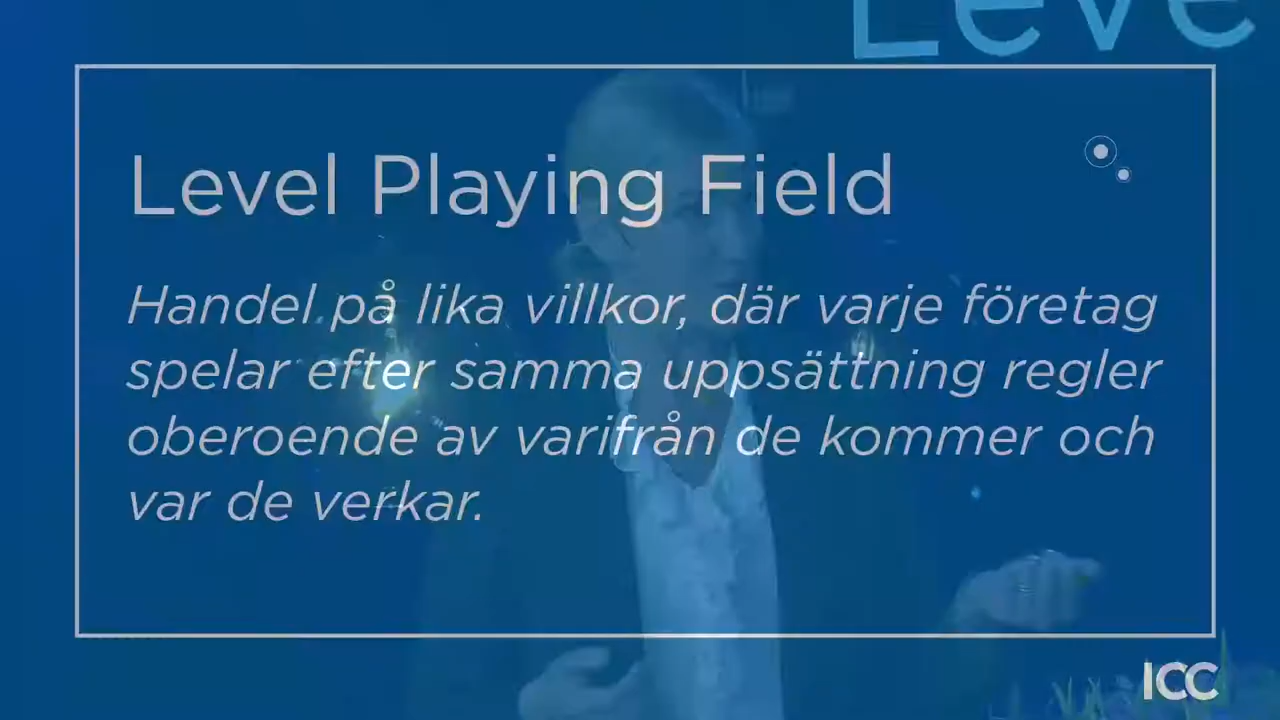 Leve
Level Playing Field
Handel på lika villkor, där varje företag
spelar efter samma uppsättning regler
oberoende av varifrån de kommer och
var de verkar.
ICC